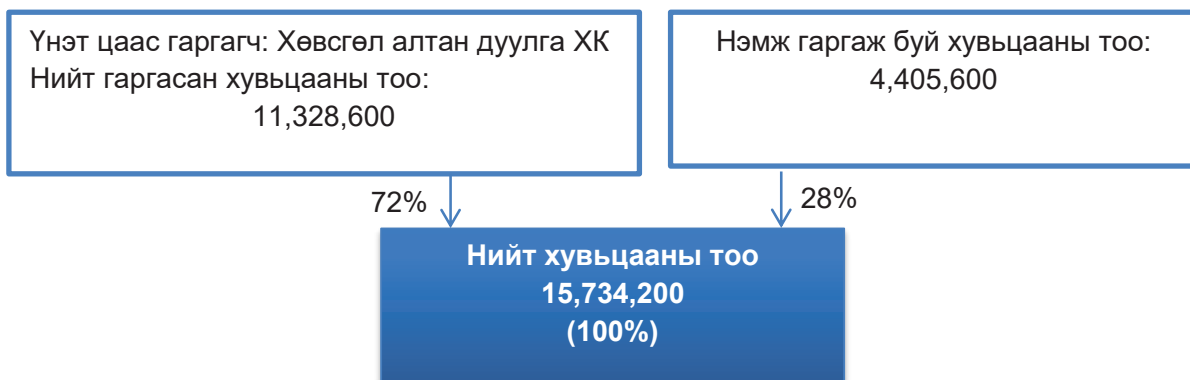 Үнэт цаас гаргагч: Хөвсгөл алтан дуулга ХК
Нийт гаргасан хувьцааны тоо:
11,328,600
Нэмж гаргаж буй хувьцааны тоо:
4,405,600
72%
28%
Нийт хувьцааны тоо
15,734,200
(100%)